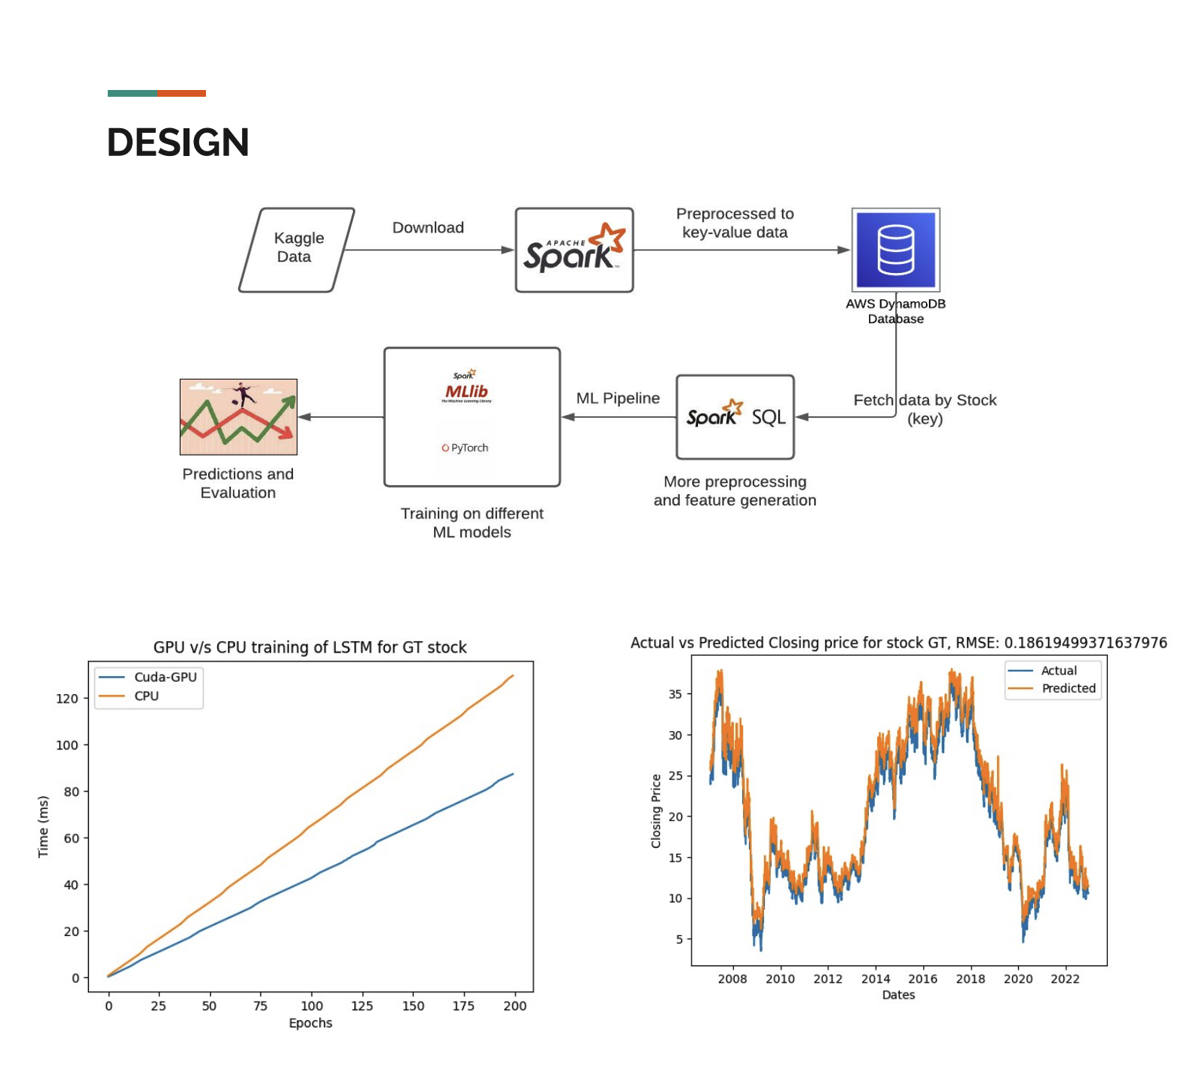 DESIGN
Kaggle
Data
Download
APACHE
Spark™
Preprocessed to
key-value data
AWS DynamoDB
Database
Fetch data by Stock
(key)
Spark SQL
More preprocessing
and feature generation
ML Pipeline
Spark
MLlib
The Machine Learning Library
PyTorch
Training on different
ML models
Predictions and
Evaluation
GPU v/s CPU training of LSTM for GT stock
Cuda-GPU
CPU
Time (ms)
120
100
80
60
40
20
0
0 25 50 75 100 125 150 175 200
Epochs
Actual vs Predicted Closing price for stock GT, RMSE: 0.18619499371637976
Actual
Predicted
Closing Price
35
30
25
20
15
10
5
2008 2010 2012 2014 2016 2018 2020 2022
Dates